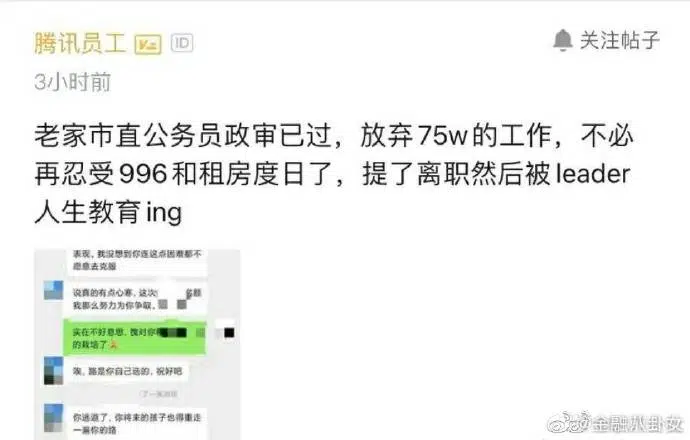 腾讯员工
ID
关注帖子
3小时前
老家市直公务员政审已过，放弃75w的工作，不必
再忍受996和租房度日了，提了离职然后被leader
人生教育ing
表现，我没想到你连这点困难都不
愿意去克服
说真的有点心寒，这次 名额
我那么努力为你争取，
实在不好意思，愧对你
的栽培了
唉，路是你自己选的，祝好吧
你逃避了，你将来的孩子也得重走
一遍你的路
@金融八卦女